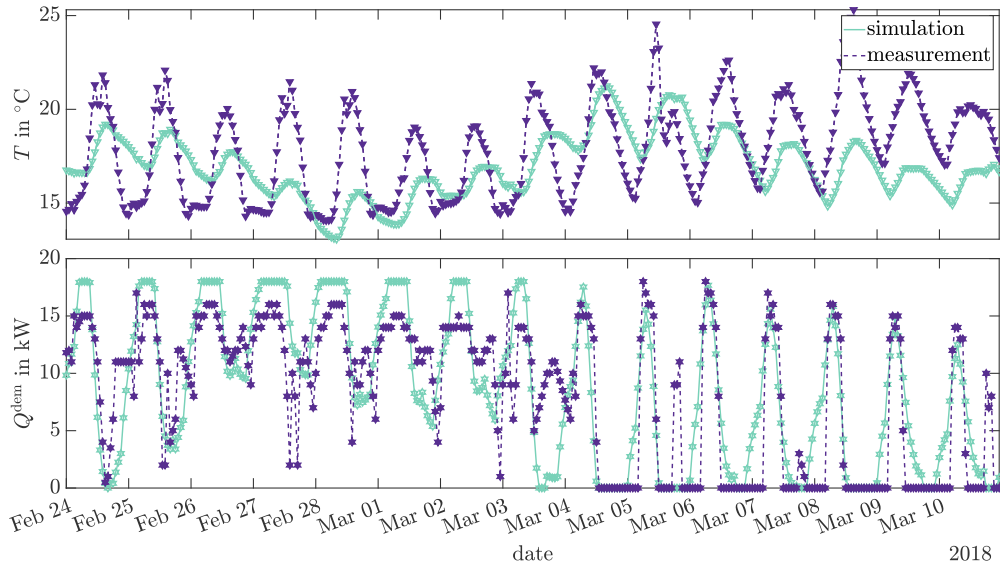 25
20
15
T in °C
simulation
measurement
20
15
10
5
0
Q^dem in kW
Feb 24
Feb 25
Feb 26
Feb 27
Feb 28
Mar 01
Mar 02
Mar 03
Mar 04
Mar 05
Mar 06
Mar 07
Mar 08
Mar 09
Mar 10
date
2018